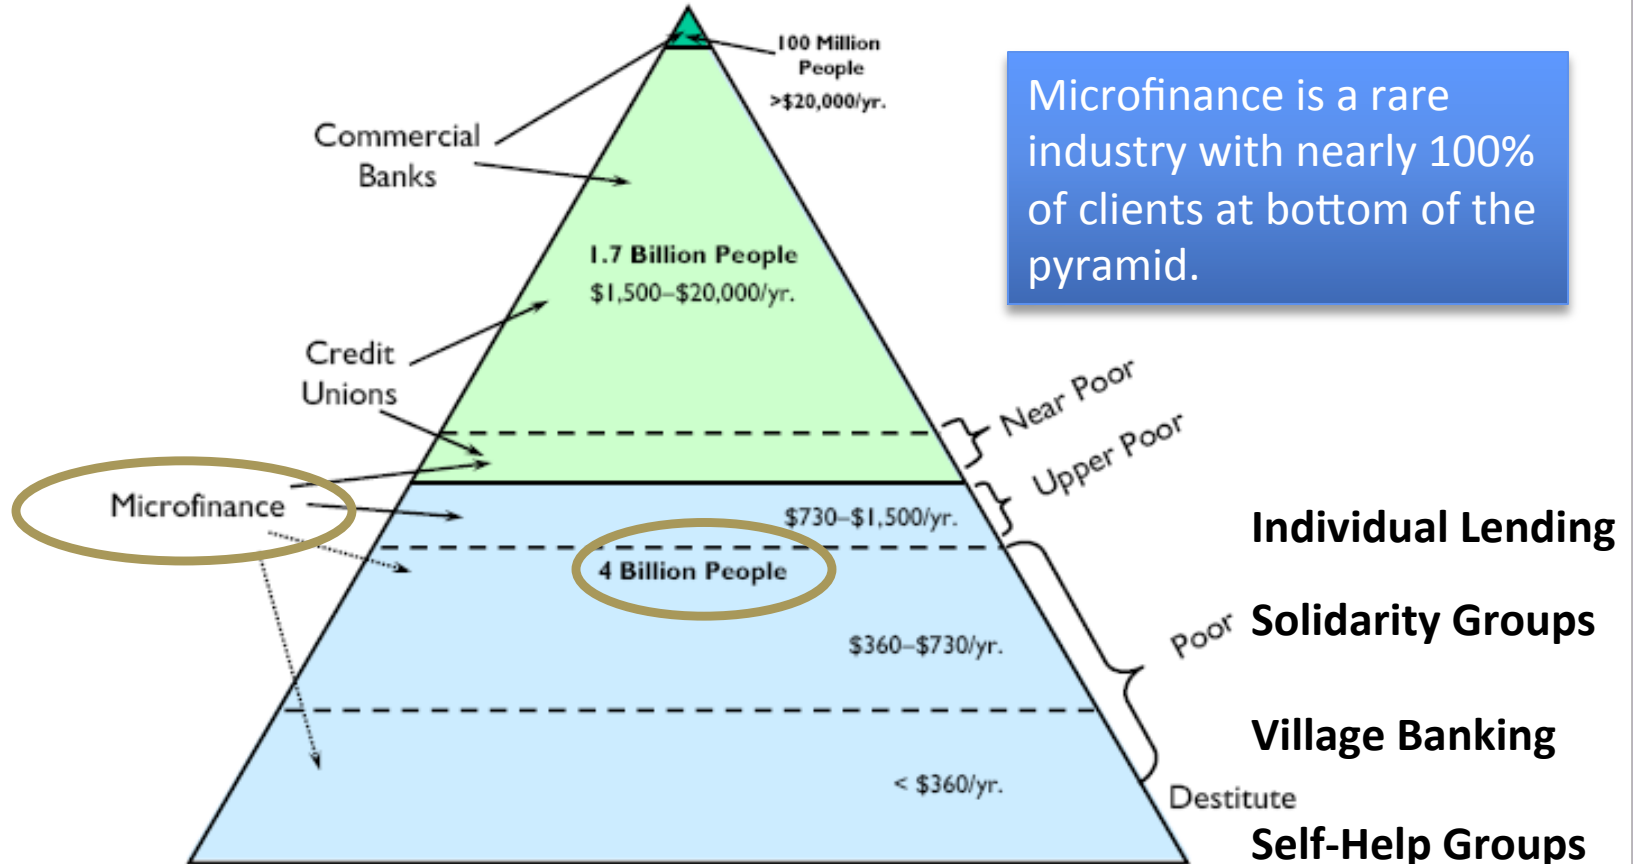 100 Million
People
>$20,000/yr.
Microfinance is a rare
industry with nearly 100%
of clients at bottom of the
pyramid.
Commercial
Banks
1.7 Billion People
$1,500–$20,000/yr.
Credit
Unions
Near Poor
Upper Poor
Microfinance
$730–$1,500/yr.
Individual Lending
4 Billion People
Poor
Solidarity Groups
$360–$730/yr.
Village Banking
< $360/yr.
Destitute
Self-Help Groups